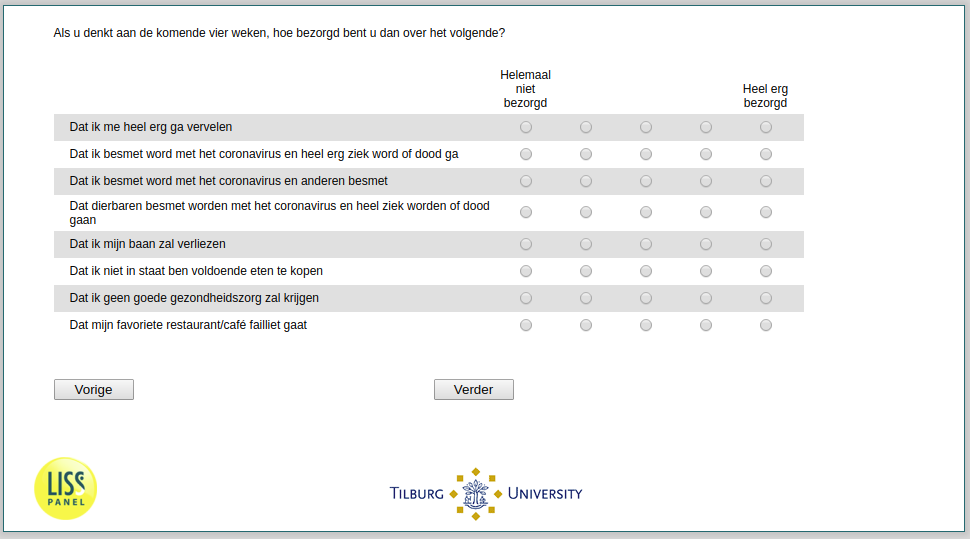 Als u denkt aan de komende vier weken, hoe bezorgd bent u dan over het volgende?
Helemaal
niet
bezorgd
Heel erg
bezorgd
Dat ik me heel erg ga vervelen
Dat ik besmet word met het coronavirus en heel erg ziek word of dood ga
Dat ik besmet word met het coronavirus en anderen besmet
Dat dierbaren besmet worden met het coronavirus en heel ziek worden of dood
gaan
Dat ik mijn baan zal verliezen
Dat ik niet in staat ben voldoende eten te kopen
Dat ik geen goede gezondheidszorg zal krijgen
Dat mijn favoriete restaurant/café failliet gaat
Vorige
Verder
LISS
PANEL
TILBURG UNIVERSITY